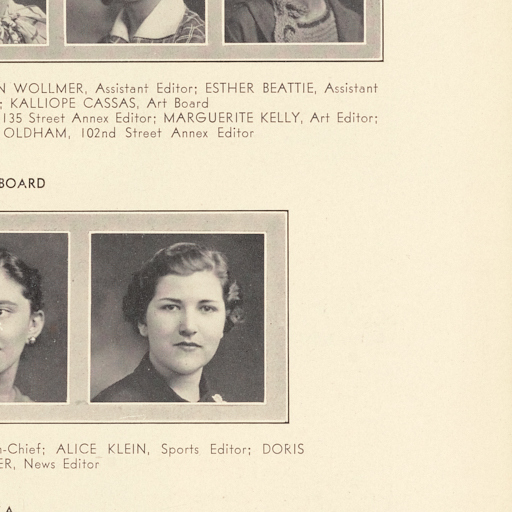 WOLLMER, Assistant Editor; ESTHER BEATTIE, Assistant
; KALLIOPE CASSAS, Art Board
135 Street Annex Editor; MARGUERITE KELLY, Art Editor;
OLDHAM, 102nd Street Annex Editor
BOARD
-Chief; ALICE KLEIN, Sports Editor; DORIS
ER, News Editor